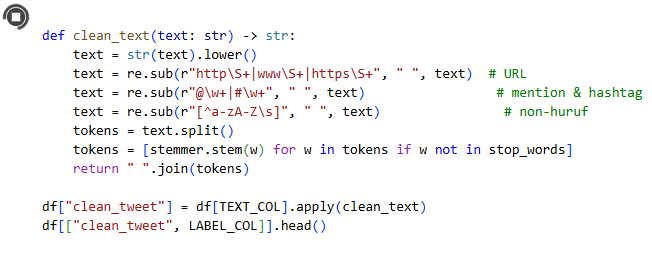 def clean_text(text: str) -> str:
    text = str(text).lower()
    text = re.sub(r"http\S+|www\S+|https\S+", " ", text)  # URL
    text = re.sub(r"@\w+|#\w+", " ", text)                 # mention & hashtag
    text = re.sub(r"[^a-zA-Z\s]", " ", text)                # non-huruf
    tokens = text.split()
    tokens = [stemmer.stem(w) for w in tokens if w not in stop_words]
    return " ".join(tokens)

df["clean_tweet"] = df[TEXT_COL].apply(clean_text)
df[["clean_tweet", LABEL_COL]].head()